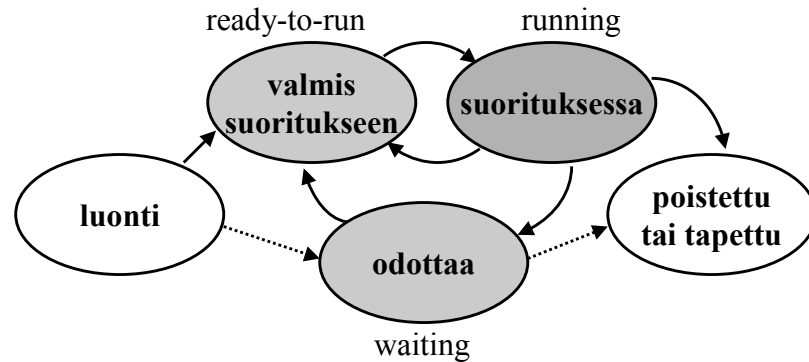 ready-to-run
running
valmis
suoritukseen
suorituksessa
luonti
poistettu
tai tapettu
odottaa
waiting